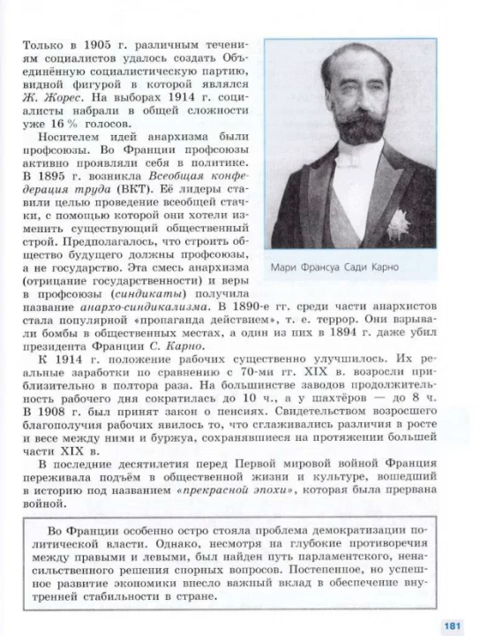 Только в 1905 г. различным течени-
ям социалистов удалось создать Объ-
единённую социалистическую партию,
видной фигурой в которой являлся
Ж. Жорес. На выборах 1914 г. соци-
алисты набрали в общей сложности
уже 16 % голосов.
Носителем идей анархизма были
профсоюзы. Во Франции профсоюзы
активно проявляли себя в политике.
В 1895 г. возникла Всеобщая конфе-
дерация труда (ВКТ). Её лидеры ста-
вили целью проведение всеобщей стач-
ки, с помощью которой они хотели из-
менить существующий общественный
строй. Предполагалось, что строить об-
щество будущего должны профсоюзы,
а не государство. Эта смесь анархизма
(отрицание государственности) и веры
в профсоюзы (синдикаты) получила
название анархо-синдикализма. В 1890-е гг. среди части анархистов
стала популярной «пропаганда действием», т. е. террор. Они взрыва-
ли бомбы в общественных местах, а один из них в 1894 г. даже убил
президента Франции С. Карно.
К 1914 г. положение рабочих существенно улучшилось. Их ре-
альные заработки по сравнению с 70-ми гг. XIX в. возросли при-
близительно в полтора раза. На большинстве заводов продолжитель-
ность рабочего дня сократилась до 10 ч., а у шахтёров — до 8 ч.
В 1908 г. был принят закон о пенсиях. Свидетельством возросшего
благополучия рабочих явилось то, что сглаживались различия в росте
и весе между ними и буржуа, сохранявшиеся на протяжении большей
части XIX в.
В последние десятилетия перед Первой мировой войной Франция
переживала подъём в общественной жизни и культуре, вошедший
в историю под названием «прекрасной эпохи», которая была прервана
войной.
Мари Франсуа Сади Карно
Во Франции особенно остро стояла проблема демократизации по-
литической власти. Однако, несмотря на глубокие противоречия
между правыми и левыми, был найден путь парламентского, нена-
сильственного решения спорных вопросов. Постепенное, но успеш-
ное развитие экономики внесло важный вклад в обеспечение вну-
тренней стабильности в стране.
181